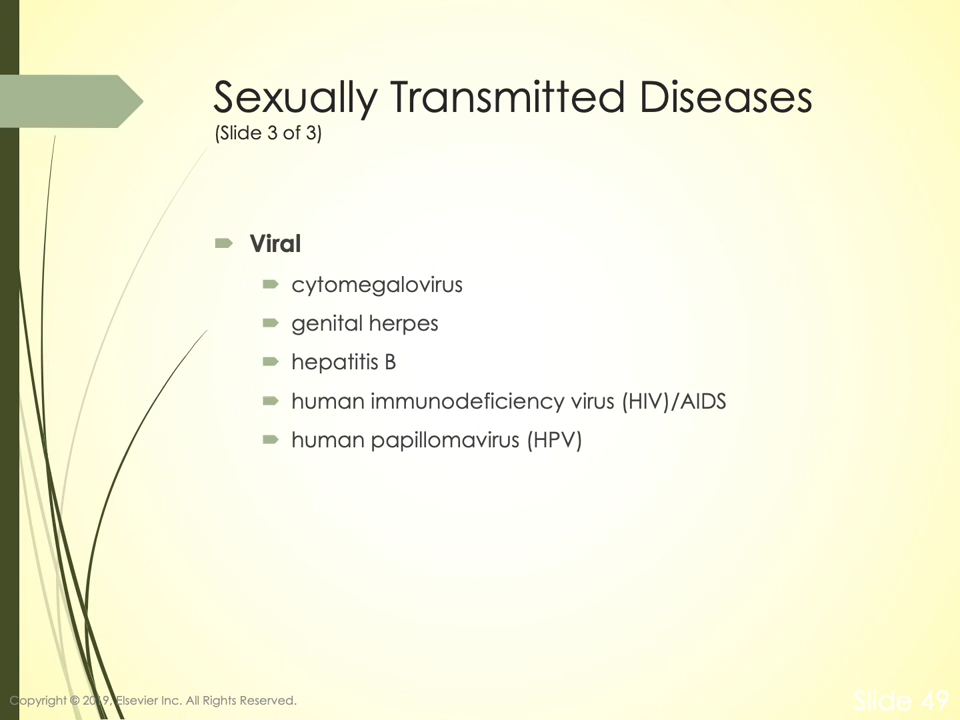 Sexually Transmitted Diseases
(Slide 3 of 3)
Viral
cytomegalovirus
genital herpes
hepatitis B
human immunodeficiency virus (HIV)/AIDS
human papillomavirus (HPV)
Copyright © 2019, Elsevier Inc. All Rights Reserved.
Slide 49